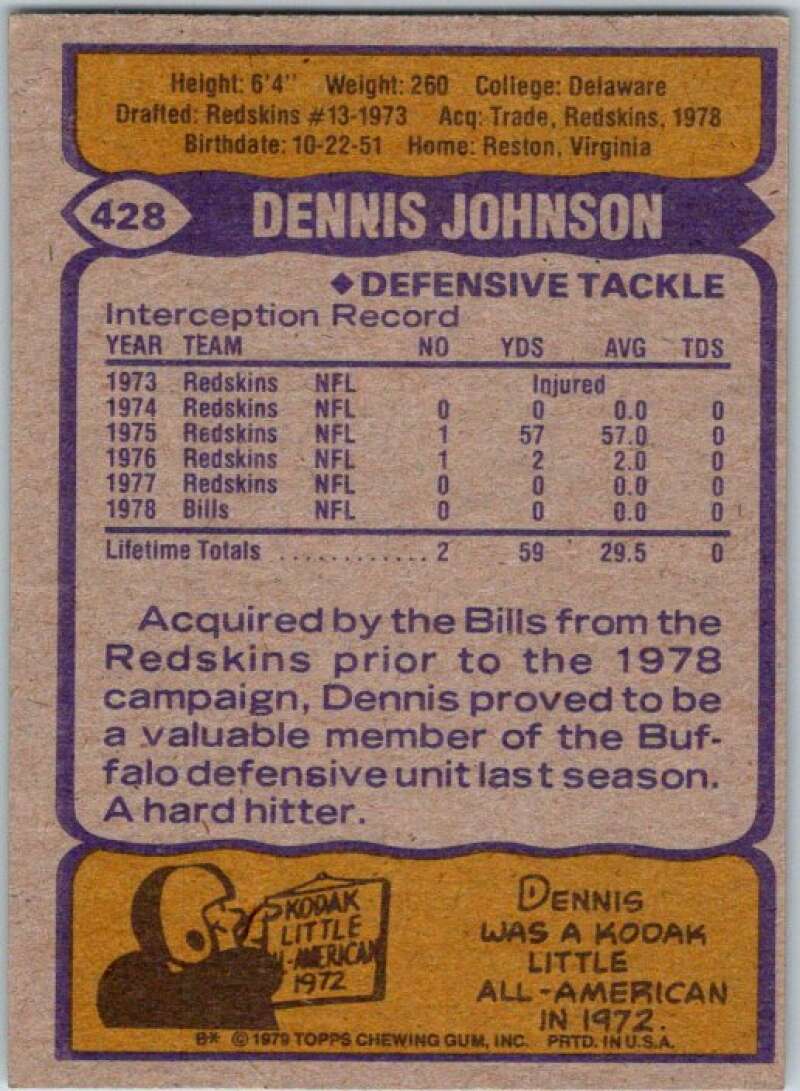 Height: 6'4" Weight: 260 College: Delaware
Drafted: Redskins #13-1973 Acq: Trade, Redskins, 1978
Birthdate: 10-22-51 Home: Reston, Virginia
428 DENNIS JOHNSON
◆DEFENSIVE TACKLE
Interception Record
YEAR TEAM NO YDS AVG TDS
1973 Redskins NFL Injured
1974 Redskins NFL 0 0 0.0 0
1975 Redskins NFL 1 57 57.0 0
1976 Redskins NFL 1 2 2.0 0
1977 Redskins NFL 0 0 0.0 0
1978 Bills NFL 0 0 0.0 0
Lifetime Totals ............ 2 59 29.5 0
Acquired by the Bills from the
Redskins prior to the 1978
campaign, Dennis proved to be
a valuable member of the Buf-
falo defensive unit last season.
A hard hitter.
KODAK
LITTLE
ALL-AMERICAN
1972
DENNIS
WAS A KODAK
LITTLE
ALL-AMERICAN
IN 1972.
B* © 1979 TOPPS CHEWING GUM, INC. PRTD. IN U.S.A.